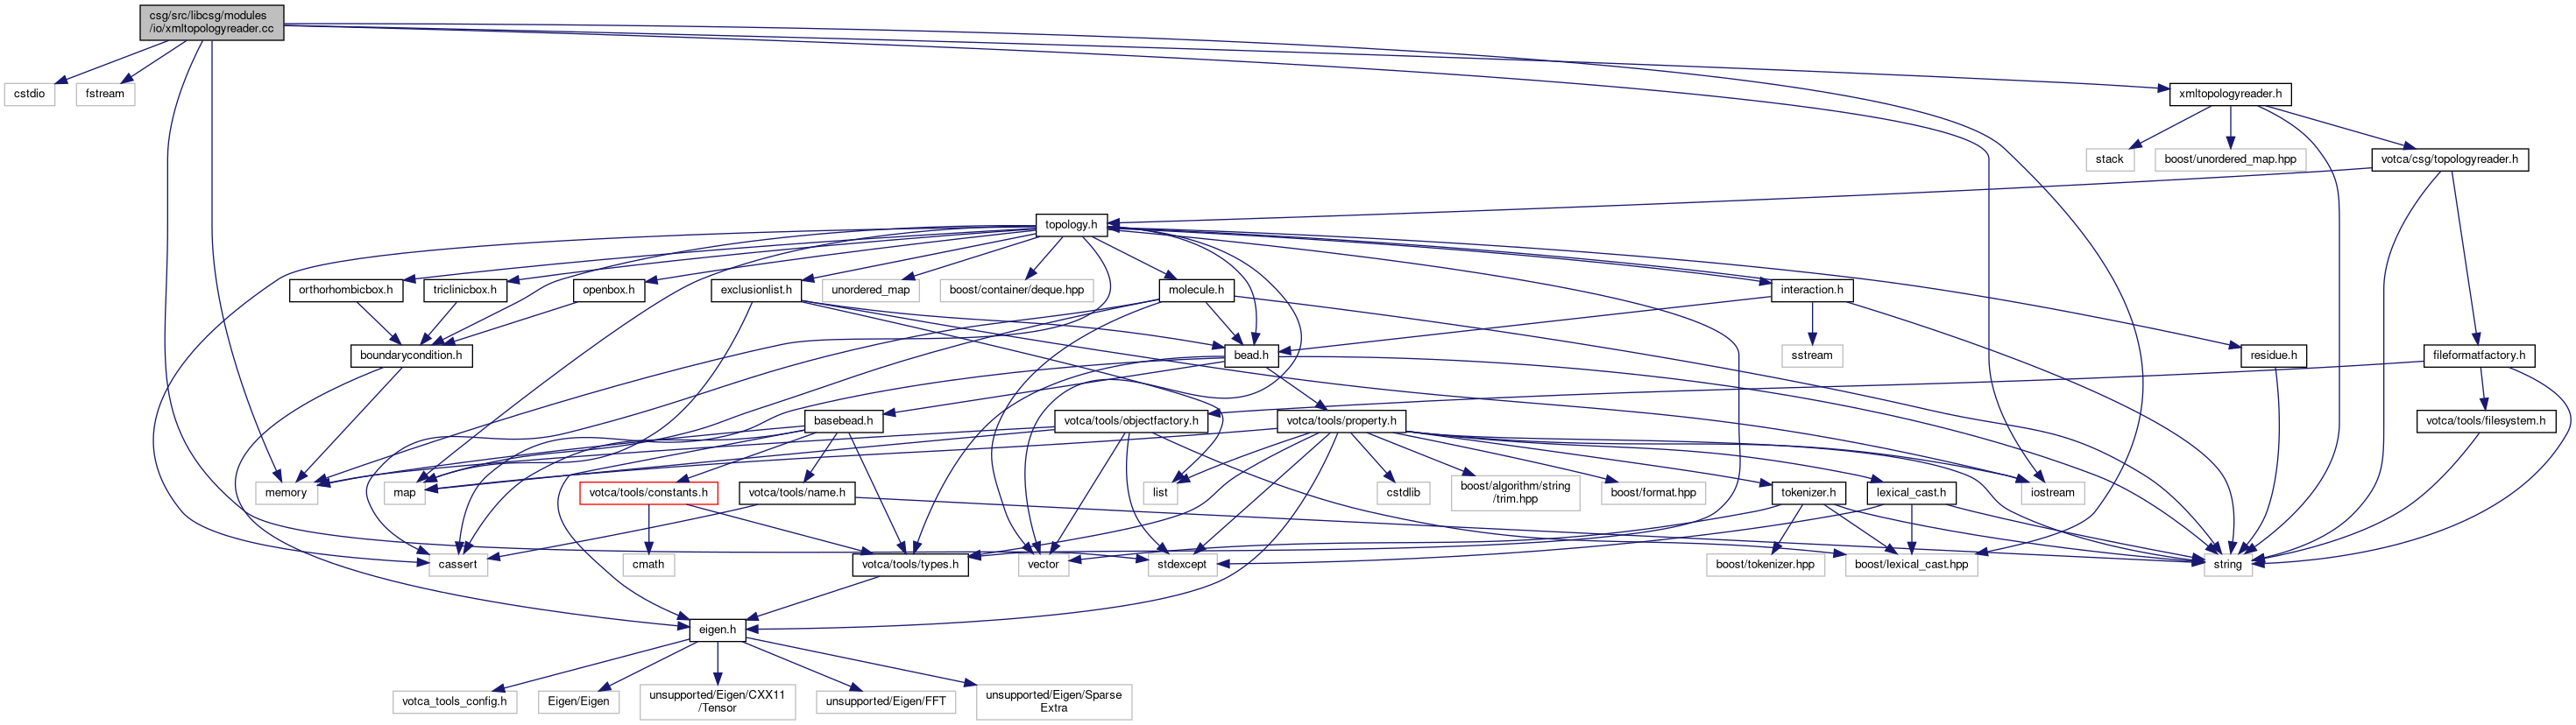 csg/src/libcsg/modules
/io/xmltopologyreader.cc
cstdio
fstream
xmltopologyreader.h
stack
boost/unordered_map.hpp
votca/csg/topologyreader.h
topology.h
orthorhombicbox.h
triclinicbox.h
openbox.h
exclusionlist.h
unordered_map
boost/container/deque.hpp
molecule.h
interaction.h
boundarycondition.h
bead.h
sstream
residue.h
fileformatfactory.h
basebead.h
votca/tools/objectfactory.h
votca/tools/property.h
votca/tools/filesystem.h
memory
map
votca/tools/constants.h
votca/tools/name.h
list
cstdlib
boost/algorithm/string
/trim.hpp
boost/format.hpp
tokenizer.h
lexical_cast.h
iostream
cassert
cmath
votca/tools/types.h
vector
stdexcept
boost/tokenizer.hpp
boost/lexical_cast.hpp
string
eigen.h
votca_tools_config.h
Eigen/Eigen
unsupported/Eigen/CXX11
/Tensor
unsupported/Eigen/FFT
unsupported/Eigen/Sparse
Extra